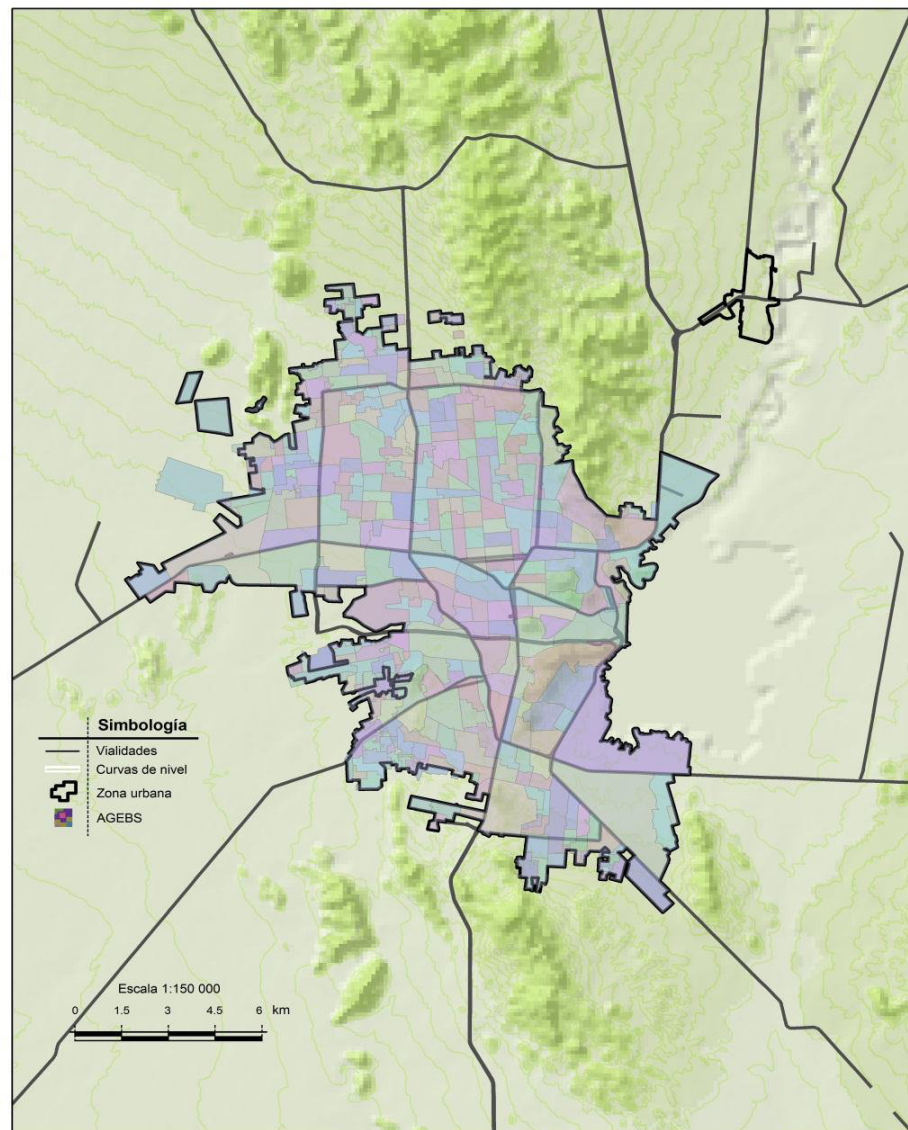 Simbología
Vialidades
Curvas de nivel
Zona urbana
AGEBS
Escala 1:150 000
0 1.5 3 4.5 6 km